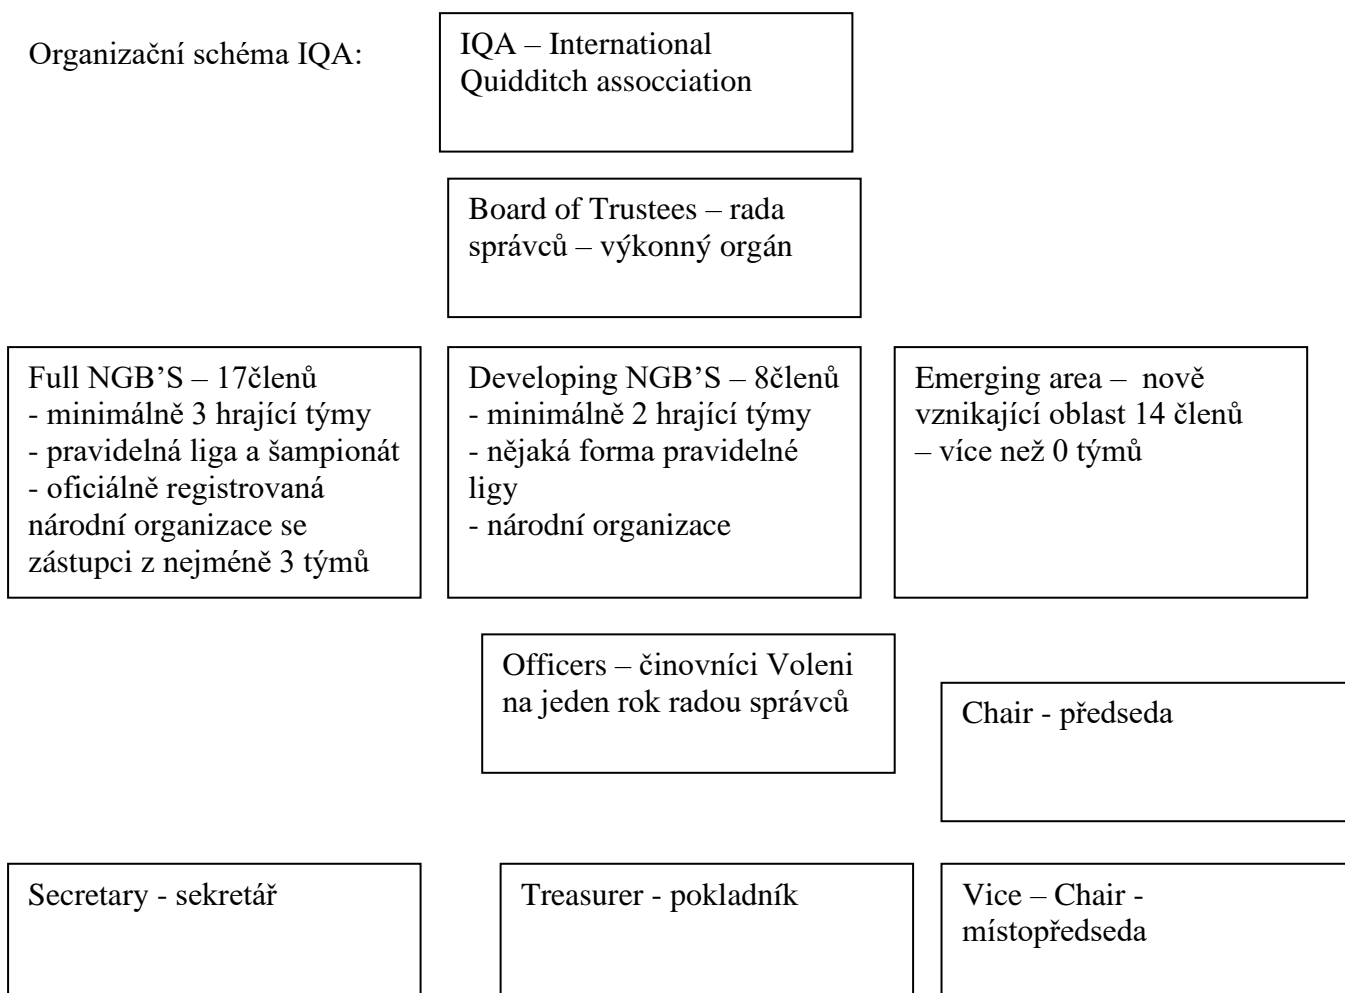 Organizační schéma IQA:
IQA – International
Quidditch assocciation
Board of Trustees – rada
správců – výkonný orgán
Full NGB’S – 17členů
- minimálně 3 hrající týmy
- pravidelná liga a šampionát
- oficiálně registrovaná
národní organizace se
zástupci z nejméně 3 týmů
Developing NGB’S – 8členů
- minimálně 2 hrající týmy
- nějaká forma pravidelné
ligy
- národní organizace
Emerging area – nově
vznikající oblast 14 členů
– více než 0 týmů
Officers – činovníci Voleni
na jeden rok radou správců
Chair - předseda
Secretary - sekretář
Treasurer - pokladník
Vice – Chair -
místopředseda